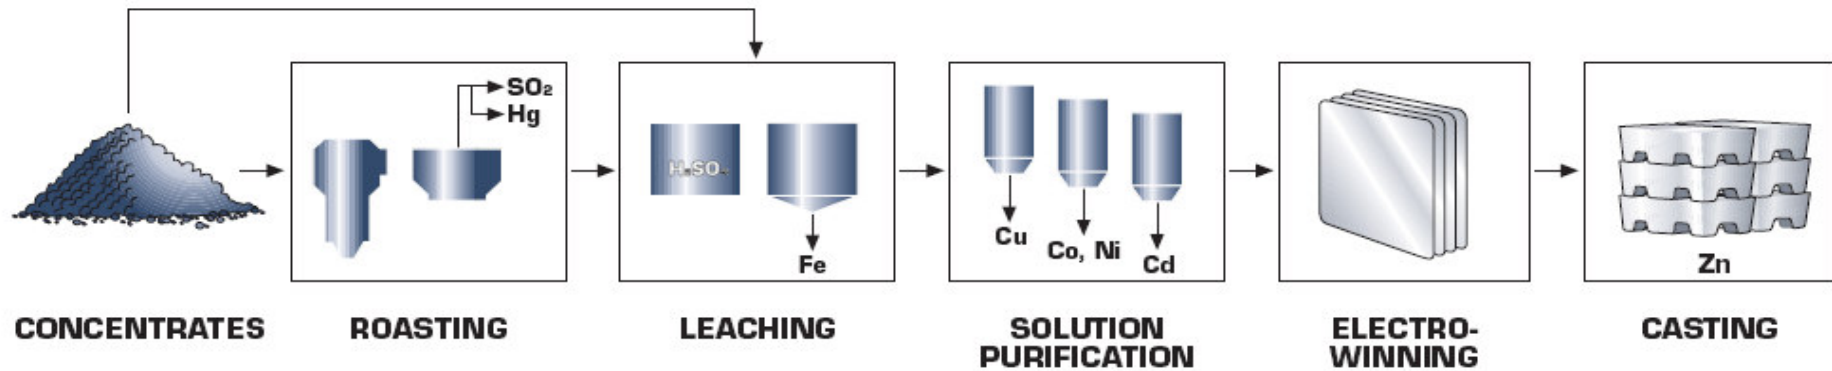 SO₂
Hg
H₂SO₄
Fe
Cu
Co, Ni
Cd
Zn
CONCENTRATES
ROASTING
LEACHING
SOLUTION
PURIFICATION
ELECTRO-
WINNING
CASTING